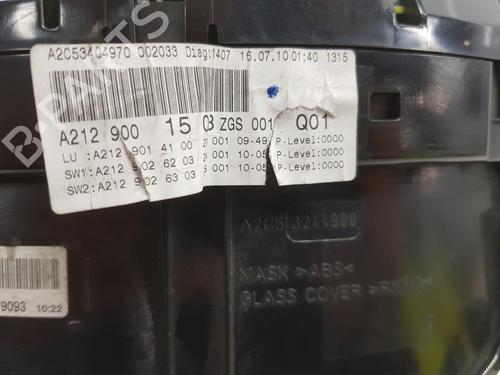 A2C53404970 002033 Diag:1407 16.07.10 01:40 1315
A212 900 15 03 ZGS 001 Q01
LU :A212 901 41 00 001 09-49 P-Level:0000
SW1:A212 902 62 03 001 10-05 P-Level:0000
SW2:A212 902 63 03 001 10-05 P-Level:0000
A2C5 3244900
MASK >ABS<
GLASS COVER
9093 10:22
B-PARTS